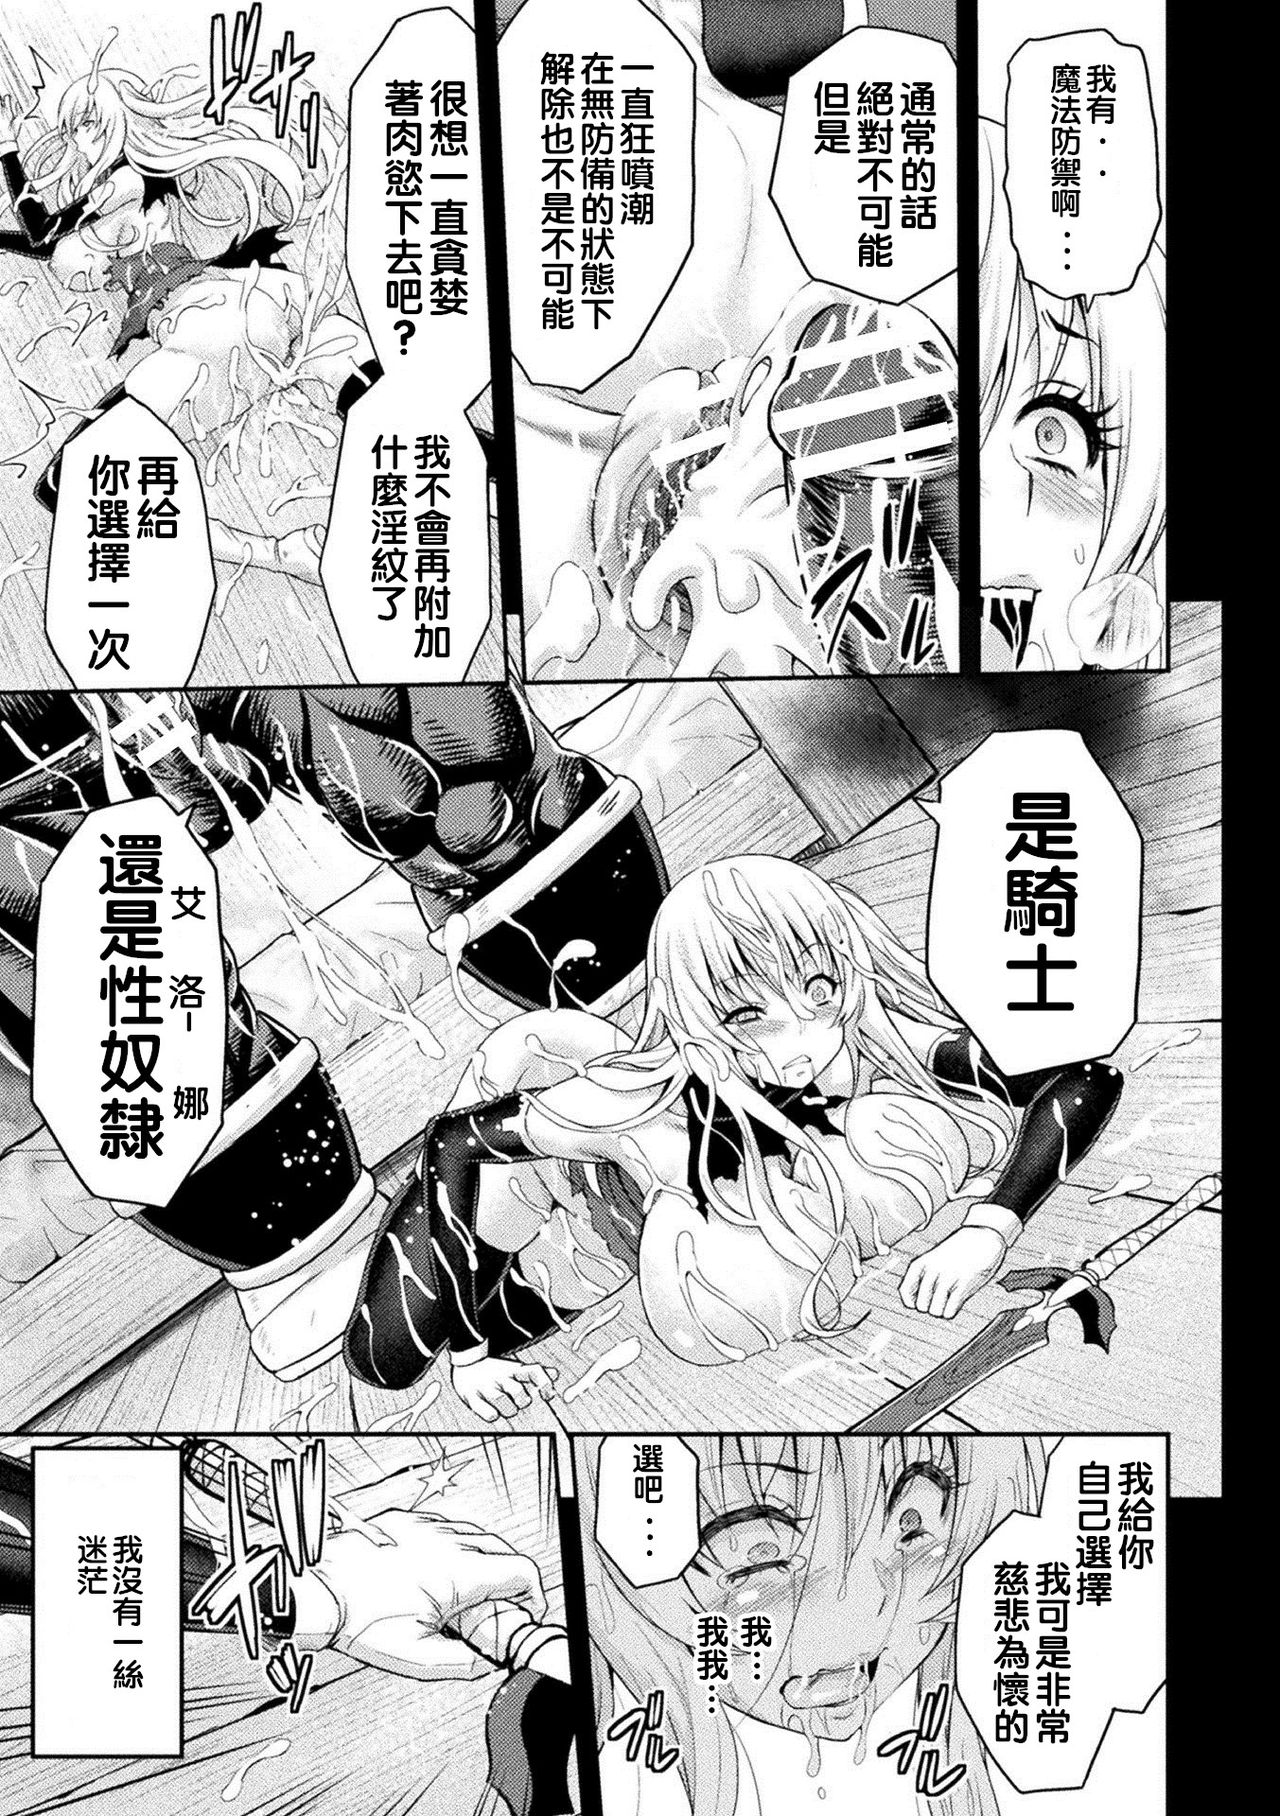 我有．．
魔法防禦啊...
通常的話
絕對不可能
但是
一直狂噴潮
在無防備的狀態下
解除也不是不可能
很想一直貪婪
著肉慾下去吧？
我不會再附加
什麼淫紋了
再給
你選擇一次
是騎士
還是性奴隸
艾洛-娜
我給你
自己選擇
我可是非常
慈悲為懷的
選吧...
我...
我我...
我沒有一絲
迷茫